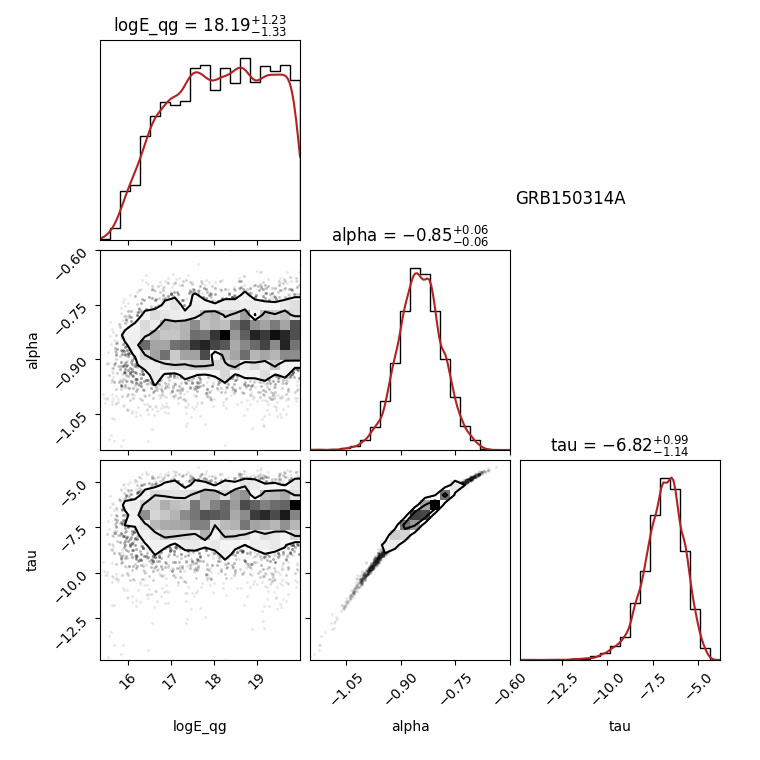 logE_qg = 18.19+1.23−1.33
GRB150314A
−0.60
−0.75
−0.90
−1.05
alpha
alpha = −0.85+0.06−0.06
−5.0
−7.5
−10.0
−12.5
tau
tau = −6.82+0.99−1.14
16 17 18 19
−1.05 −0.90 −0.75 −0.60
−12.5 −10.0 −7.5 −5.0
logE_qg alpha tau